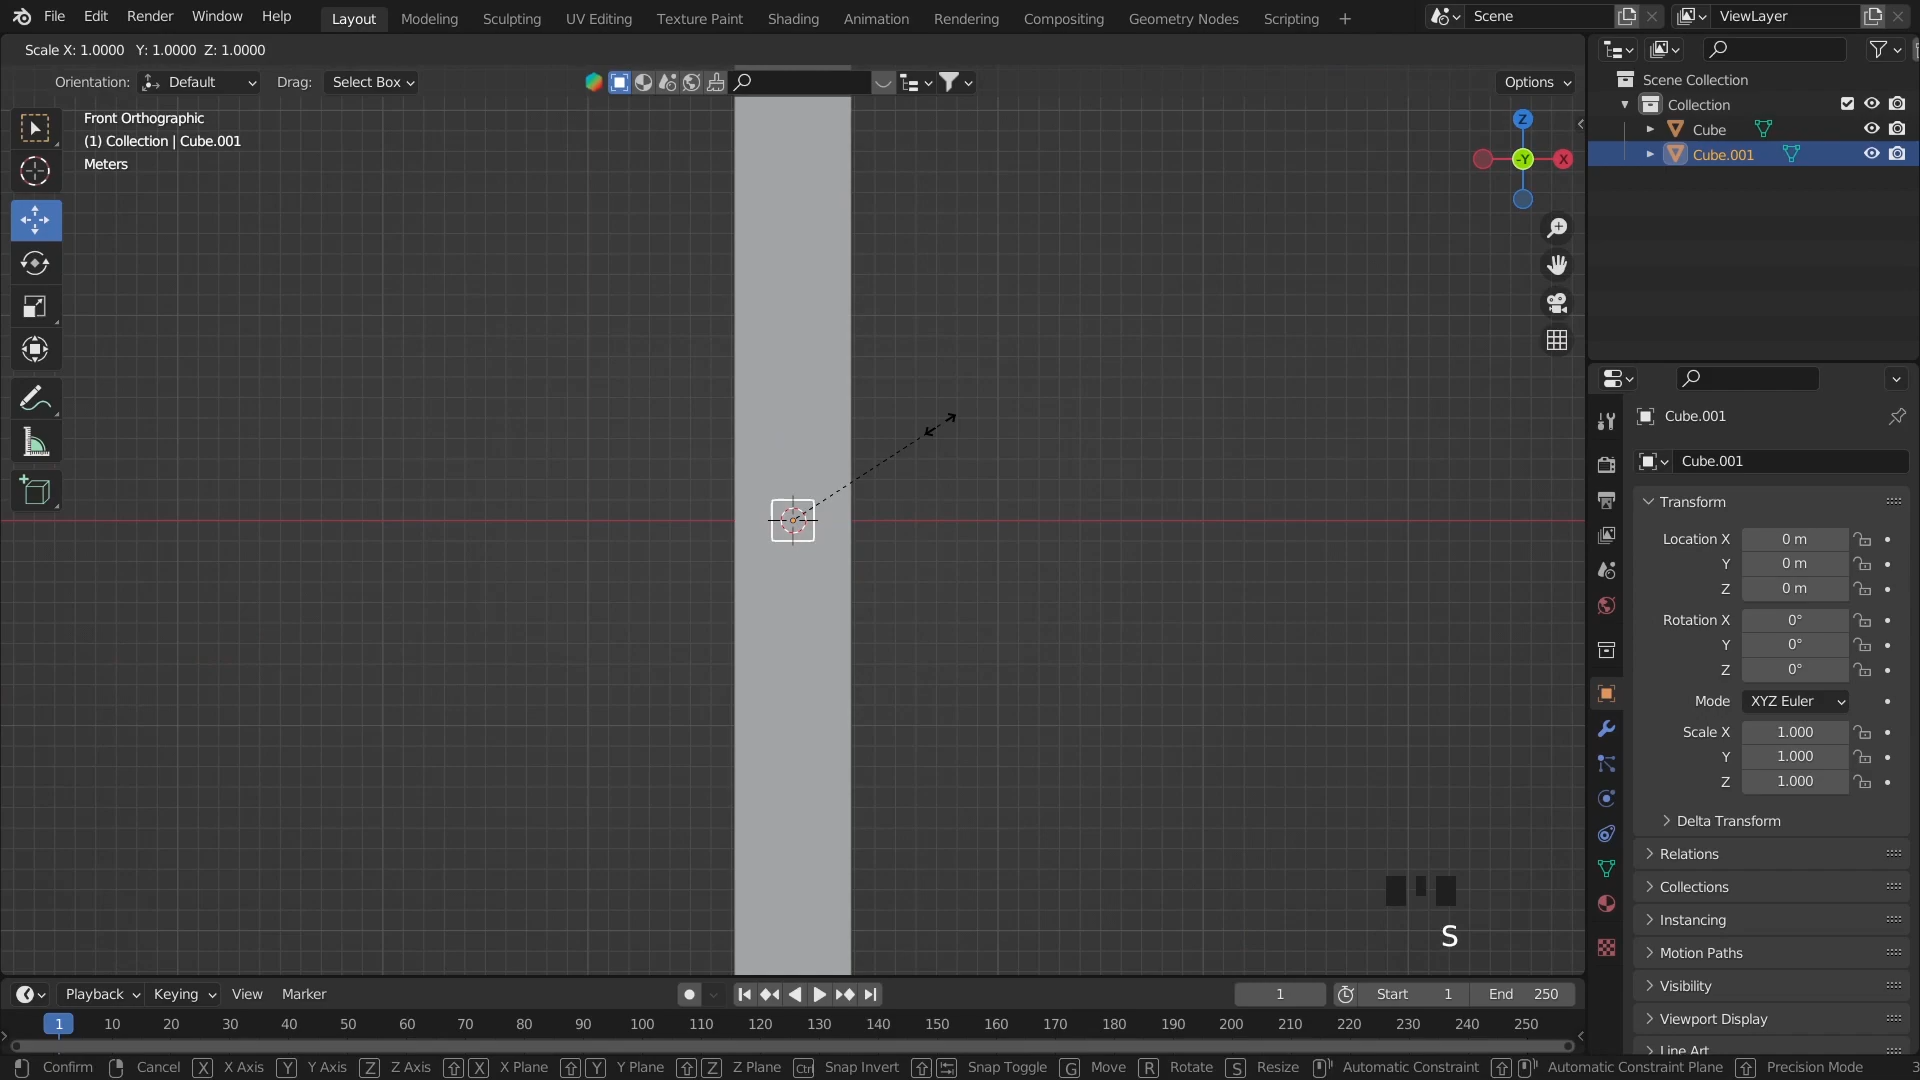 File Edit Render Window Help Layout Modeling Sculpting UV Editing Texture Paint Shading Animation Rendering Compositing Geometry Nodes Scripting + Scene ViewLayer
Scale X: 1.0000 Y: 1.0000 Z: 1.0000
Orientation: Default Drag: Select Box Options
Front Orthographic
(1) Collection | Cube.001
Meters
Z
-Y
X
Scene Collection
Collection
Cube
Cube.001
Cube.001
Cube.001
Transform
Location X 0 m
Y 0 m
Z 0 m
Rotation X 0°
Y 0°
Z 0°
Mode XYZ Euler
Scale X 1.000
Y 1.000
Z 1.000
Delta Transform
Relations
Collections
Instancing
Motion Paths
Visibility
Viewport Display
Line Art
S
Playback Keying View Marker 1 Start 1 End 250
1 10 20 30 40 50 60 70 80 90 100 110 120 130 140 150 160 170 180 190 200 210 220 230 240 250
Confirm Cancel X X Axis Y Y Axis Z Z Axis X X Plane Y Y Plane Z Z Plane Ctrl Snap Invert Snap Toggle G Move R Rotate S Resize Automatic Constraint Automatic Constraint Plane Precision Mode